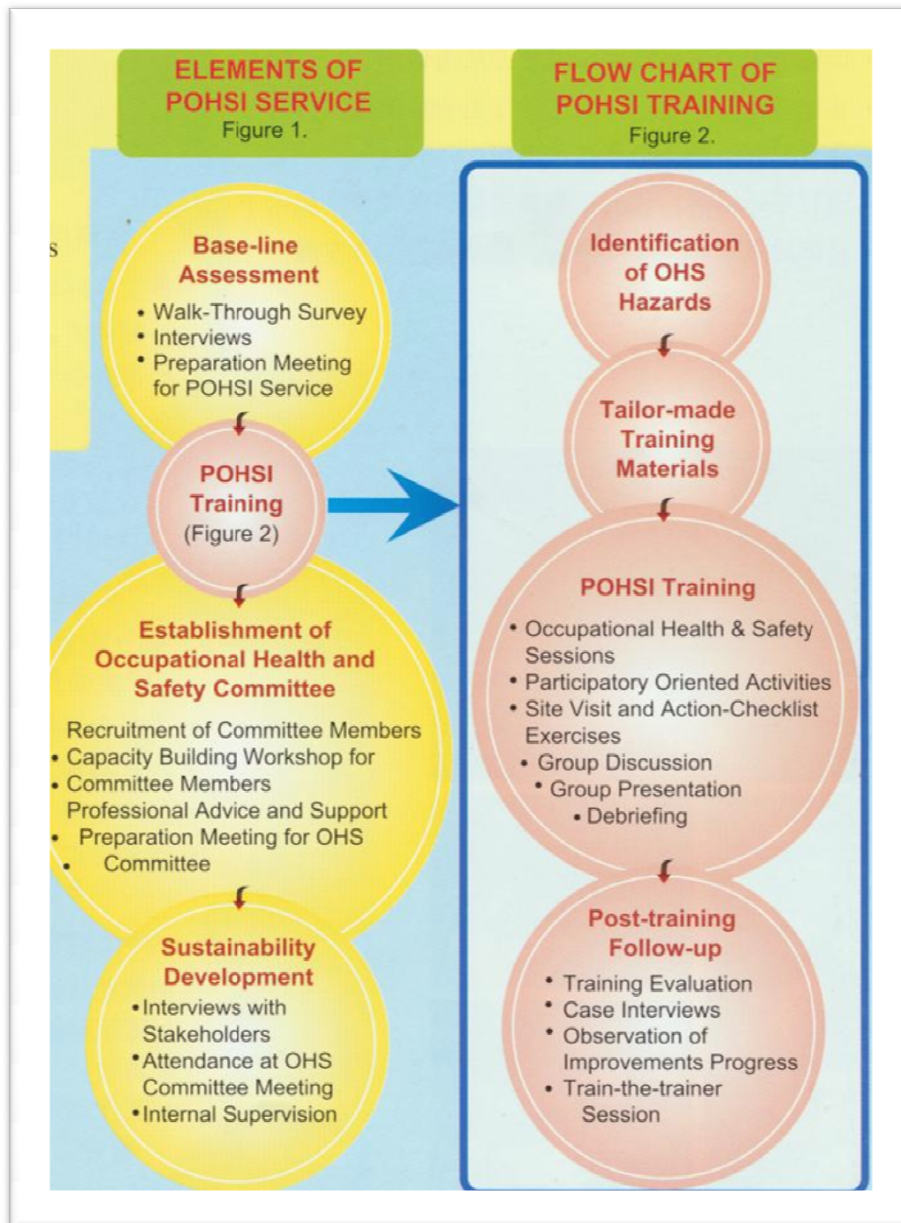 ELEMENTS OF
POHSI SERVICE
Figure 1.
s
Base-line
Assessment
• Walk-Through Survey
• Interviews
• Preparation Meeting
for POHSI Service
POHSI
Training
(Figure 2)
Establishment of
Occupational Health and
Safety Committee
Recruitment of Committee Members
• Capacity Building Workshop for
• Committee Members
Professional Advice and Support
• Preparation Meeting for OHS
• Committee
Sustainability
Development
• Interviews with
Stakeholders
• Attendance at OHS
Committee Meeting
• Internal Supervision
FLOW CHART OF
POHSI TRAINING
Figure 2.
Identification
of OHS
Hazards
Tailor-made
Training
Materials
POHSI Training
• Occupational Health & Safety
Sessions
• Participatory Oriented Activities
• Site Visit and Action-Checklist
Exercises
• Group Discussion
• Group Presentation
• Debriefing
Post-training
Follow-up
• Training Evaluation
• Case Interviews
• Observation of
Improvements Progress
• Train-the-trainer
Session